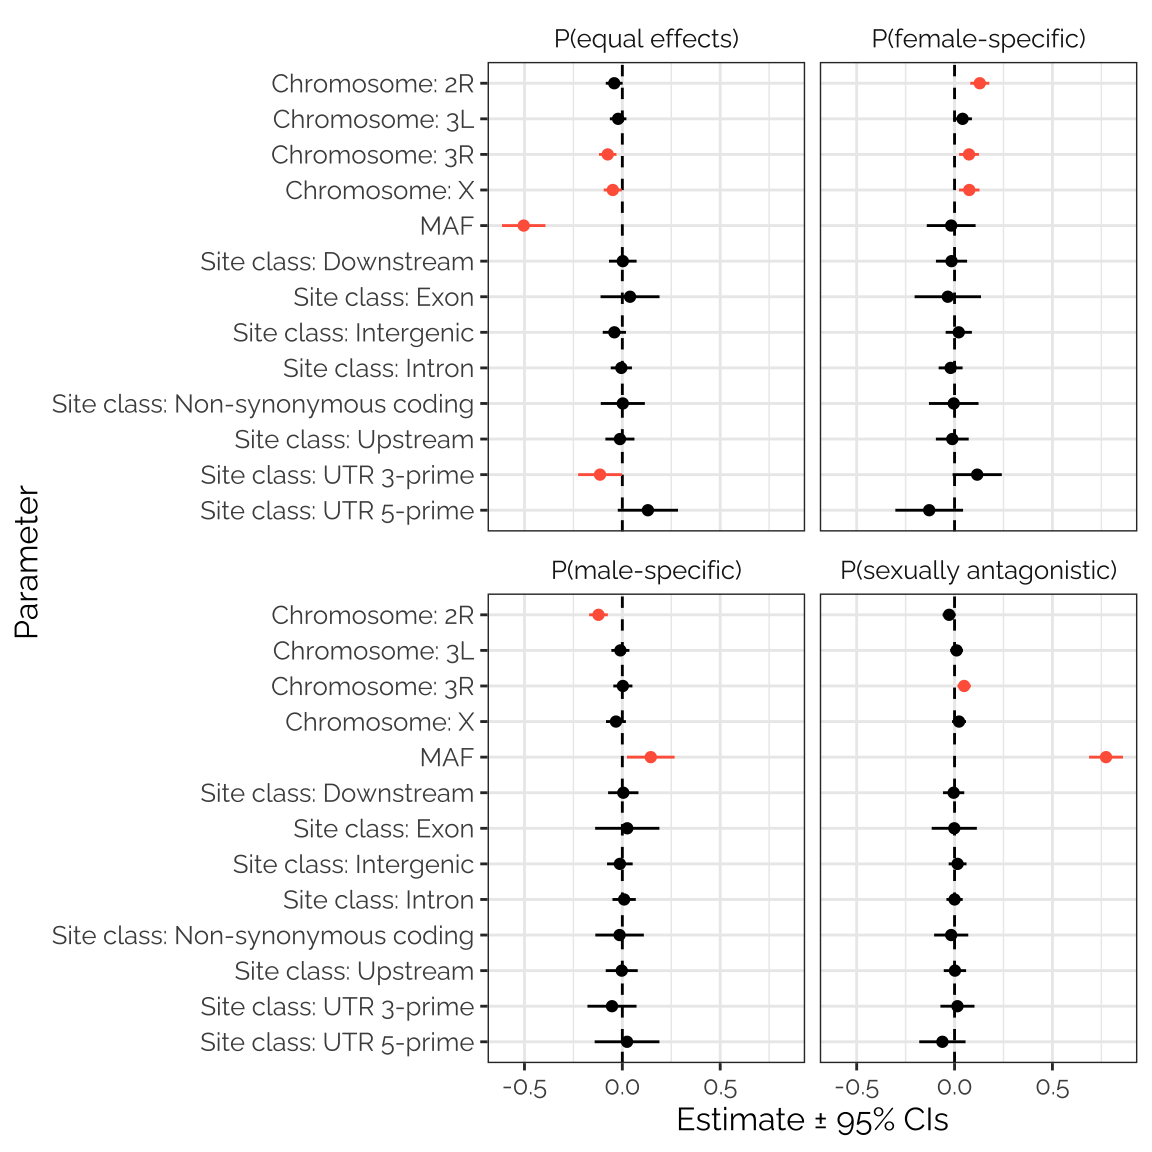 P(equal effects)
P(female-specific)
Chromosome: 2R
Chromosome: 3L
Chromosome: 3R
Chromosome: X
MAF
Site class: Downstream
Site class: Exon
Site class: Intergenic
Site class: Intron
Site class: Non-synonymous coding
Site class: Upstream
Site class: UTR 3-prime
Site class: UTR 5-prime
Parameter
P(male-specific)
P(sexually antagonistic)
Chromosome: 2R
Chromosome: 3L
Chromosome: 3R
Chromosome: X
MAF
Site class: Downstream
Site class: Exon
Site class: Intergenic
Site class: Intron
Site class: Non-synonymous coding
Site class: Upstream
Site class: UTR 3-prime
Site class: UTR 5-prime
-0.5 0.0 0.5
-0.5 0.0 0.5
Estimate ± 95% CIs